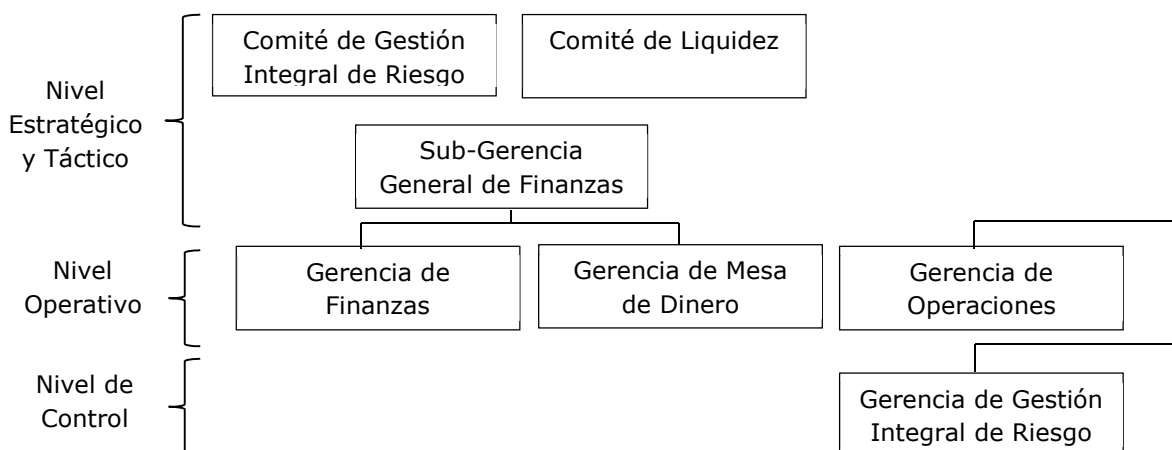 Comité de Gestión
Integral de Riesgo
Comité de Liquidez
Nivel
Estratégico
y Táctico
Sub-Gerencia
General de Finanzas
Nivel
Operativo
Gerencia de
Finanzas
Gerencia de Mesa
de Dinero
Gerencia de
Operaciones
Nivel de
Control
Gerencia de Gestión
Integral de Riesgo